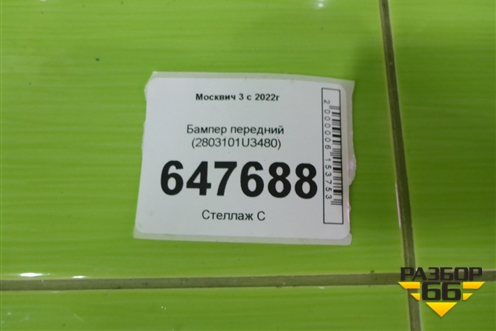 Москвич 3 с 2022г
Бампер передний
(2803101U3480)
647688
Стеллаж С
2000006153753
РАЗБОР
66